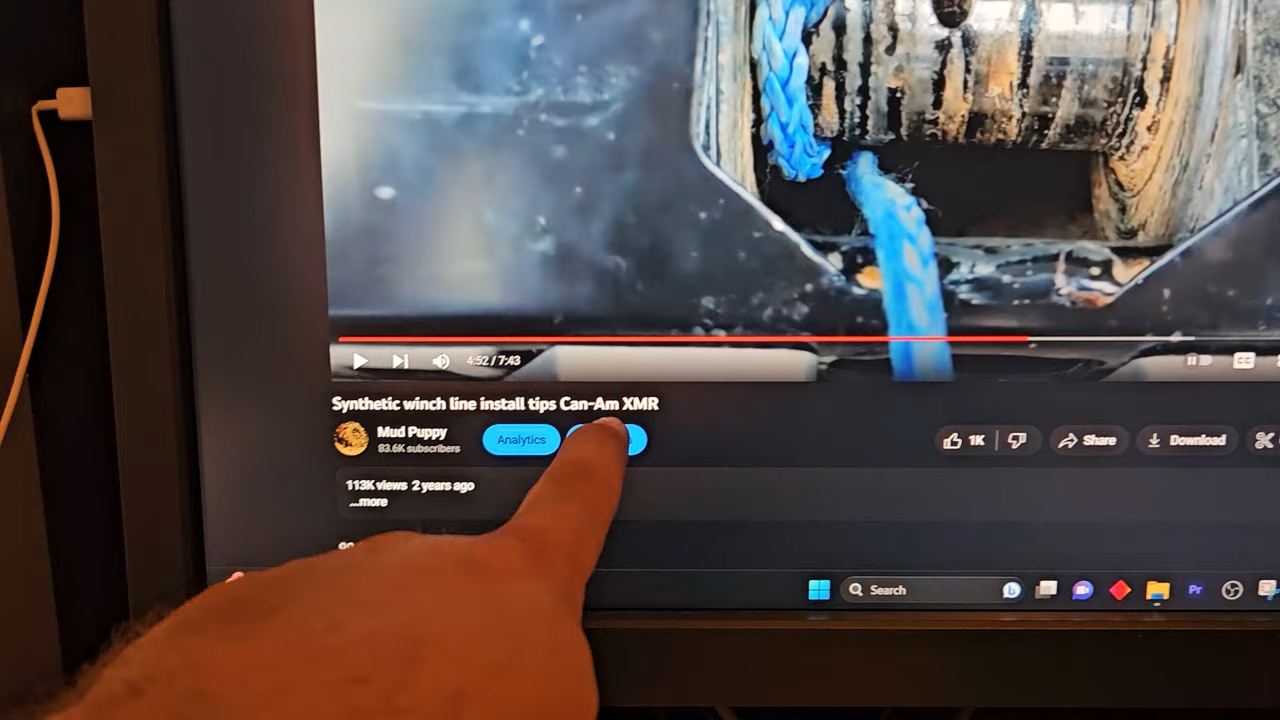 4:52 / 7:43
CC
Synthetic winch line install tips Can-Am XMR
Mud Puppy
83.6K subscribers
Analytics
1K
Share
Download
113K views 2 years ago
...more
Search
Pr